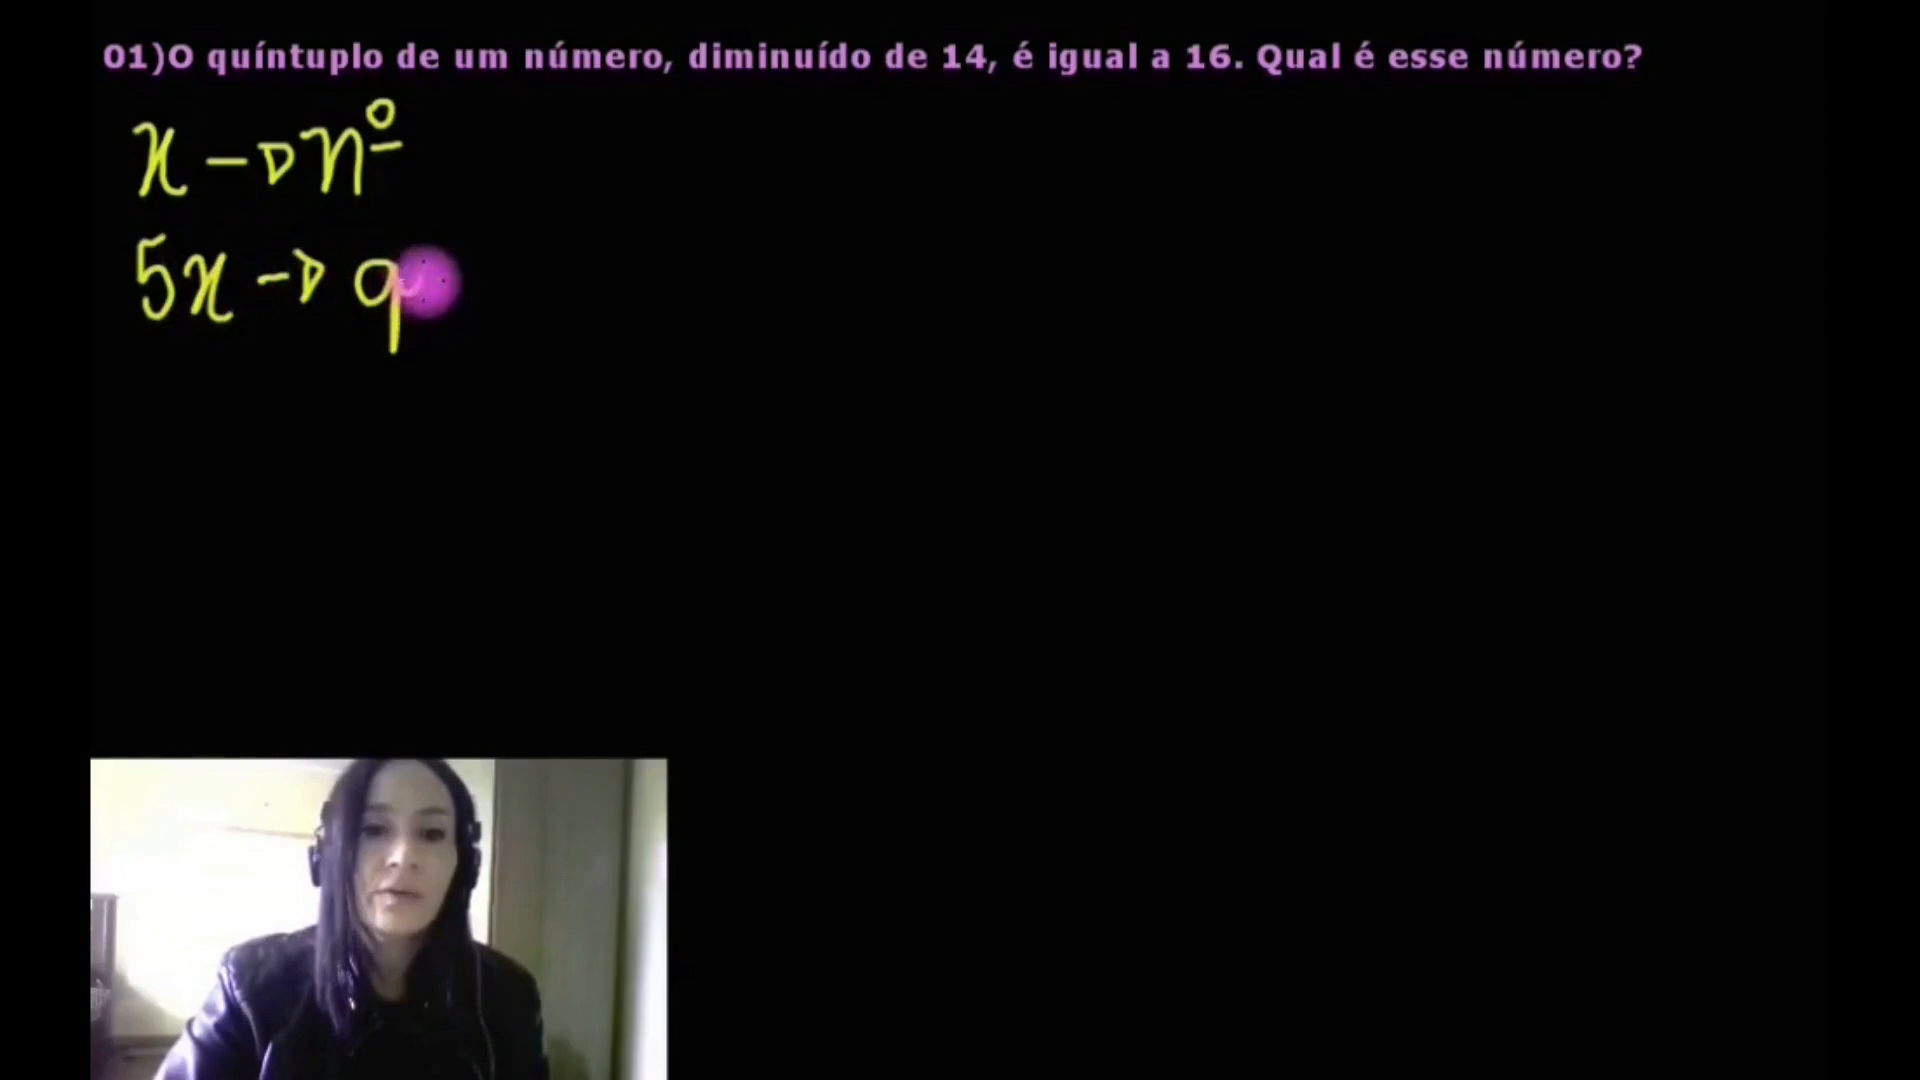 01)O quíntuplo de um número, diminuído de 14, é igual a 16. Qual é esse número?
x → nº
5x → q